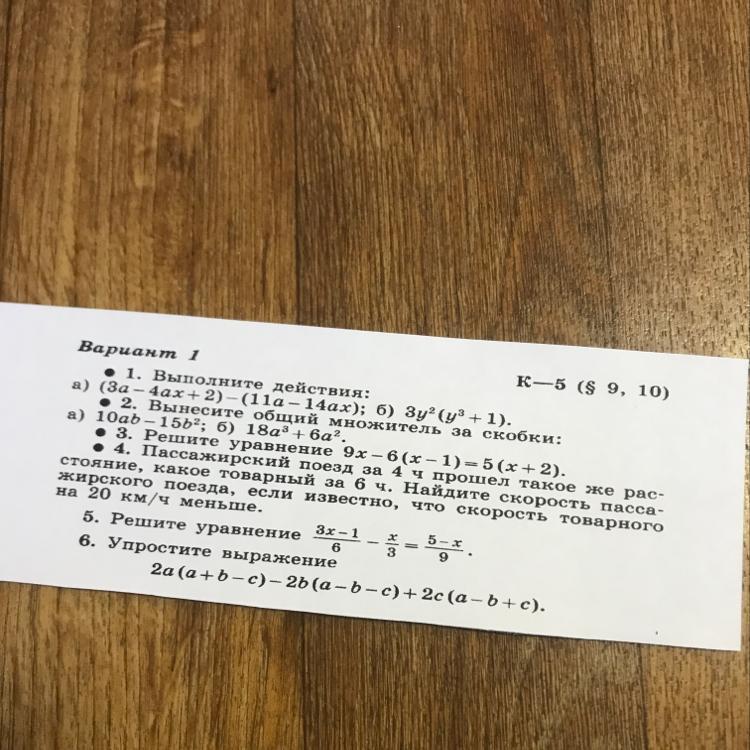 Вариант 1
К—5 (§ 9, 10)
• 1. Выполните действия:
а) (3a − 4ax + 2) − (11a − 14ax); б) 3y²(y³ + 1).
• 2. Вынесите общий множитель за скобки:
а) 10ab − 15b²; б) 18a³ + 6a².
• 3. Решите уравнение 9x − 6(x − 1) = 5(x + 2).
• 4. Пассажирский поезд за 4 ч прошел такое же рас-
стояние, какое товарный за 6 ч. Найдите скорость пасса-
жирского поезда, если известно, что скорость товарного
на 20 км/ч меньше.
5. Решите уравнение (3x−1)/6 − x/3 = (5−x)/9.
6. Упростите выражение
2a(a + b − c) − 2b(a − b − c) + 2c(a − b + c).